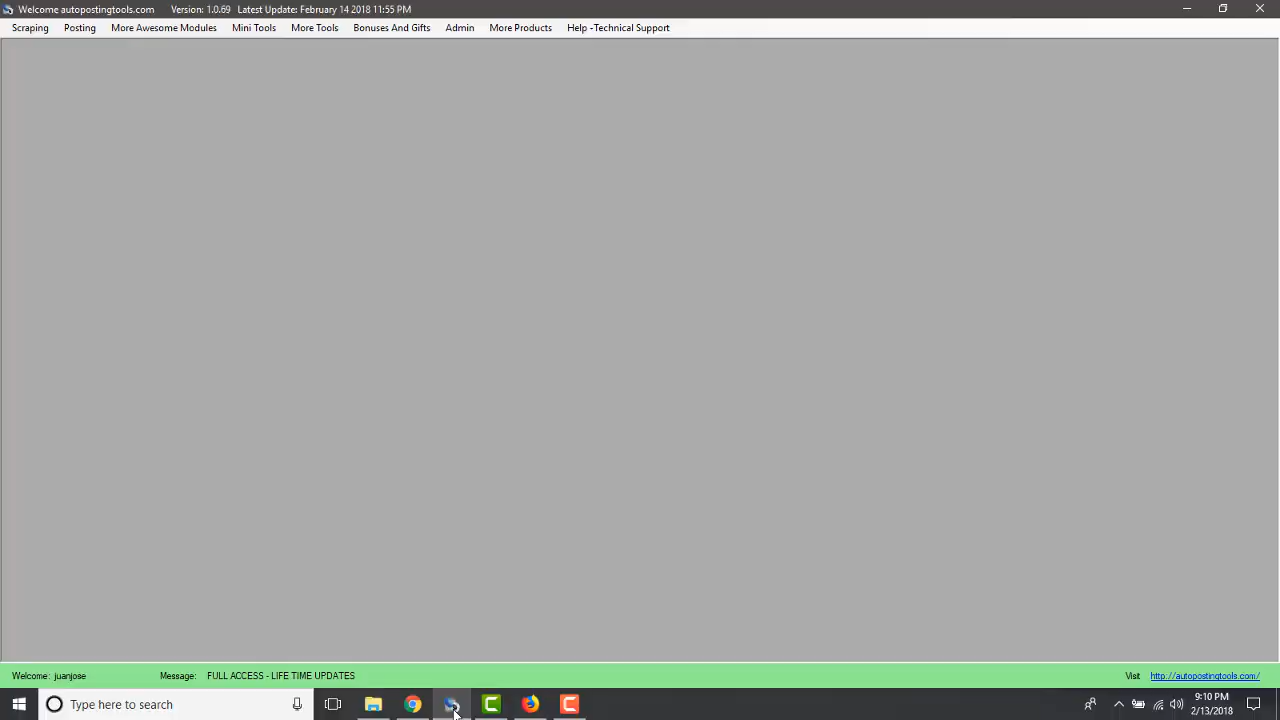 Welcome autopostingtools.com Version: 1.0.69 Latest Update: February 14 2018 11:55 PM
Scraping Posting More Awesome Modules Mini Tools More Tools Bonuses And Gifts Admin More Products Help -Technical Support
Welcome: juanjose Message: FULL ACCESS - LIFE TIME UPDATES Visit http://autopostingtools.com/
Type here to search
9:10 PM
2/13/2018